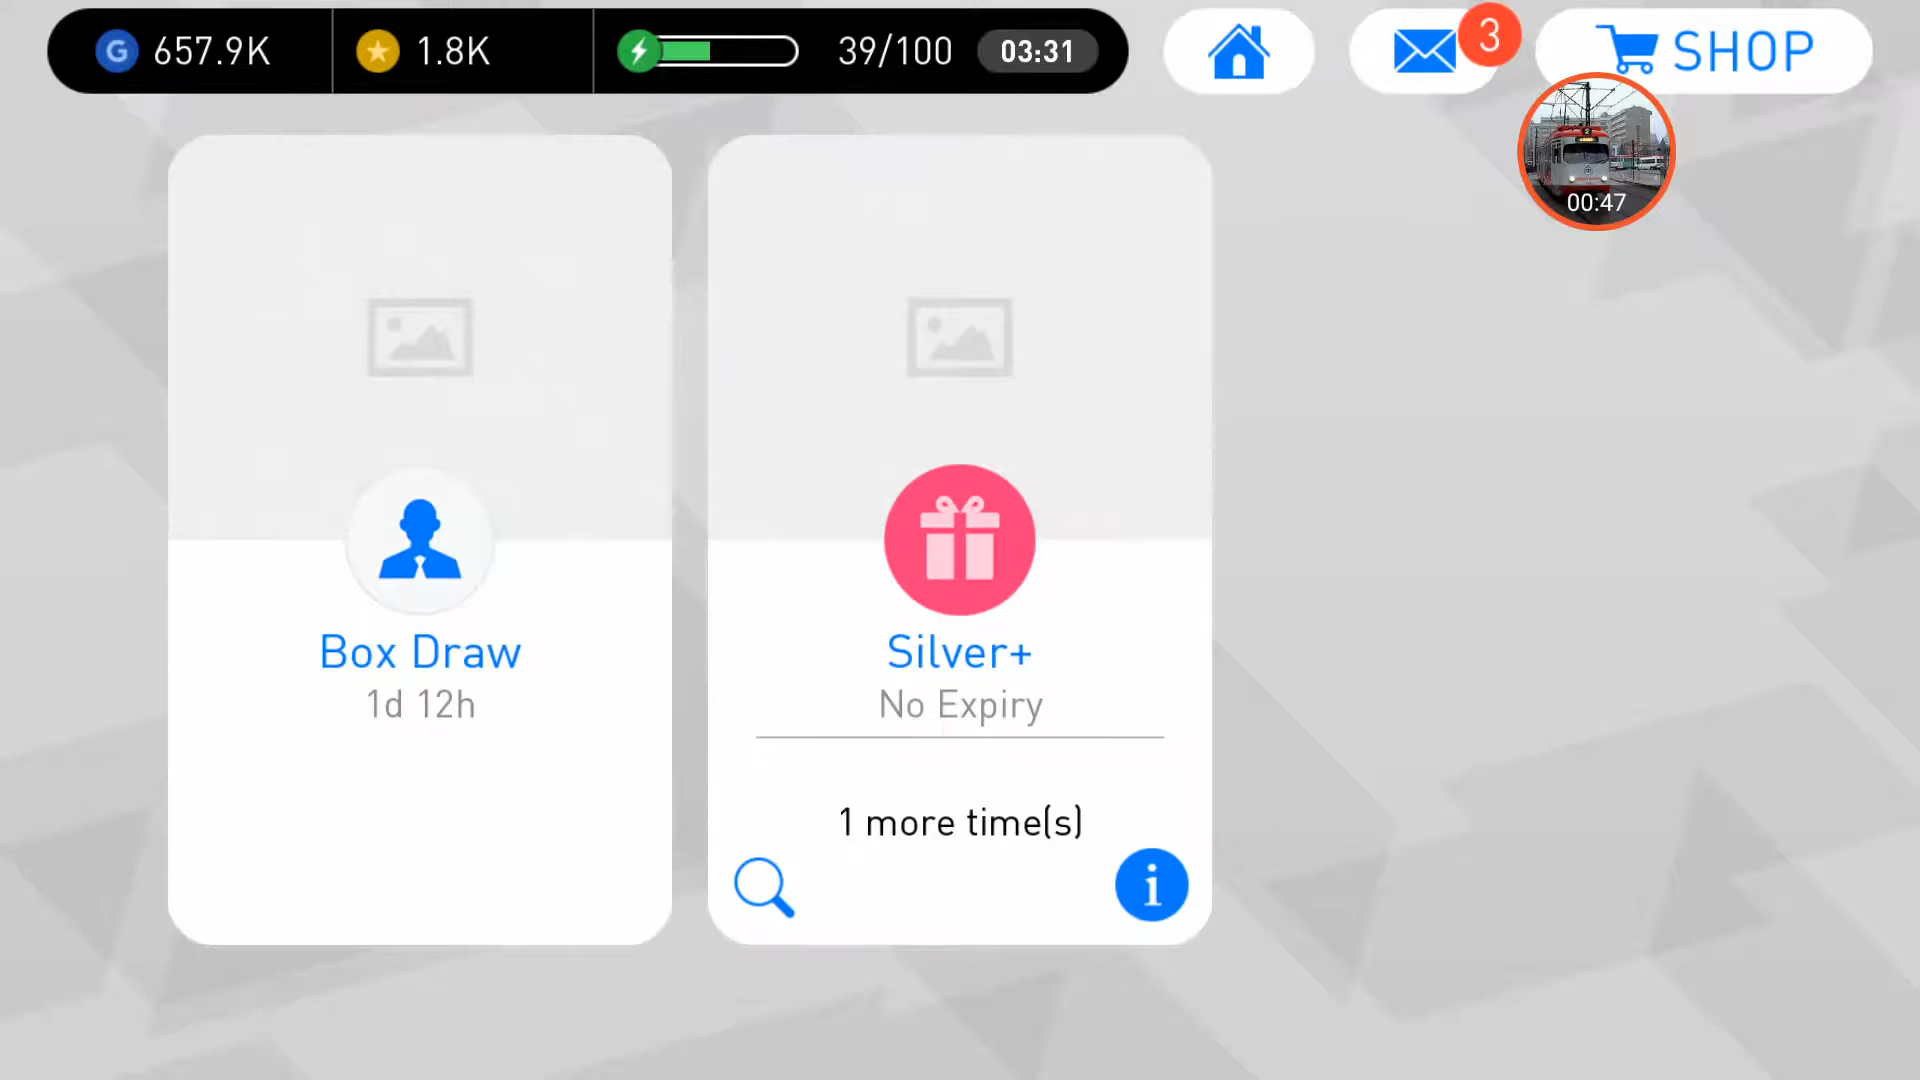 G 657.9K
1.8K
39/100
03:31
3
SHOP
2
00:47
Box Draw
1d 12h
Silver+
No Expiry
1 more time(s)
i